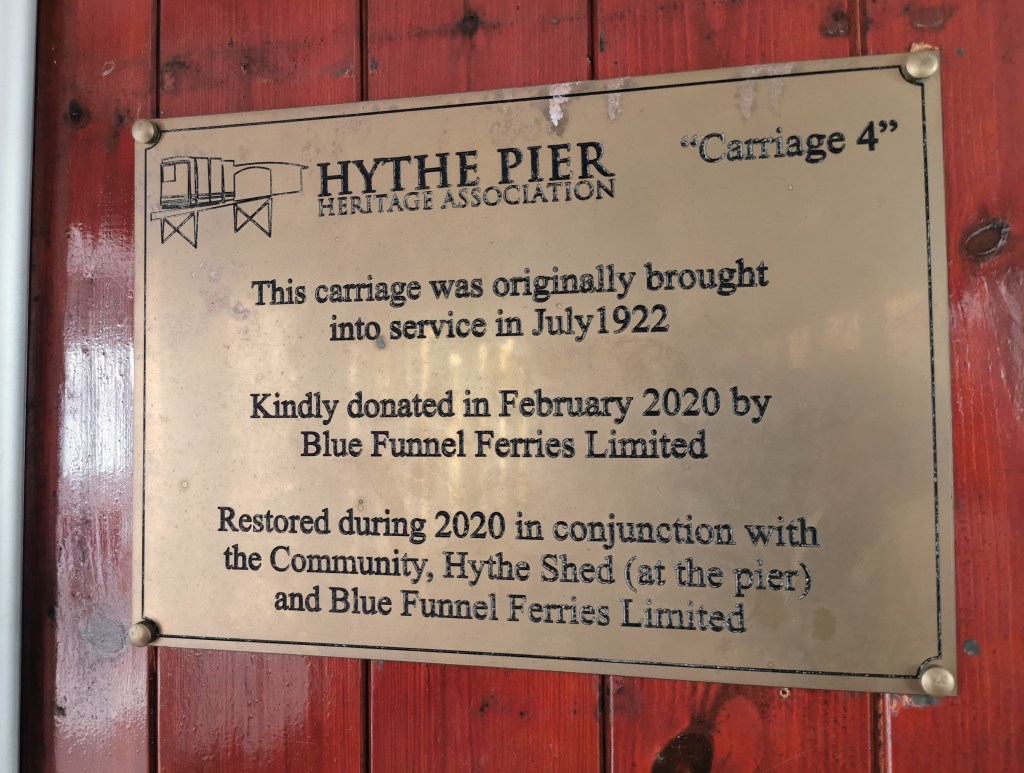 HYTHE PIER
HERITAGE ASSOCIATION
“Carriage 4”
This carriage was originally brought
into service in July1922
Kindly donated in February 2020 by
Blue Funnel Ferries Limited
Restored during 2020 in conjunction with
the Community, Hythe Shed (at the pier)
and Blue Funnel Ferries Limited